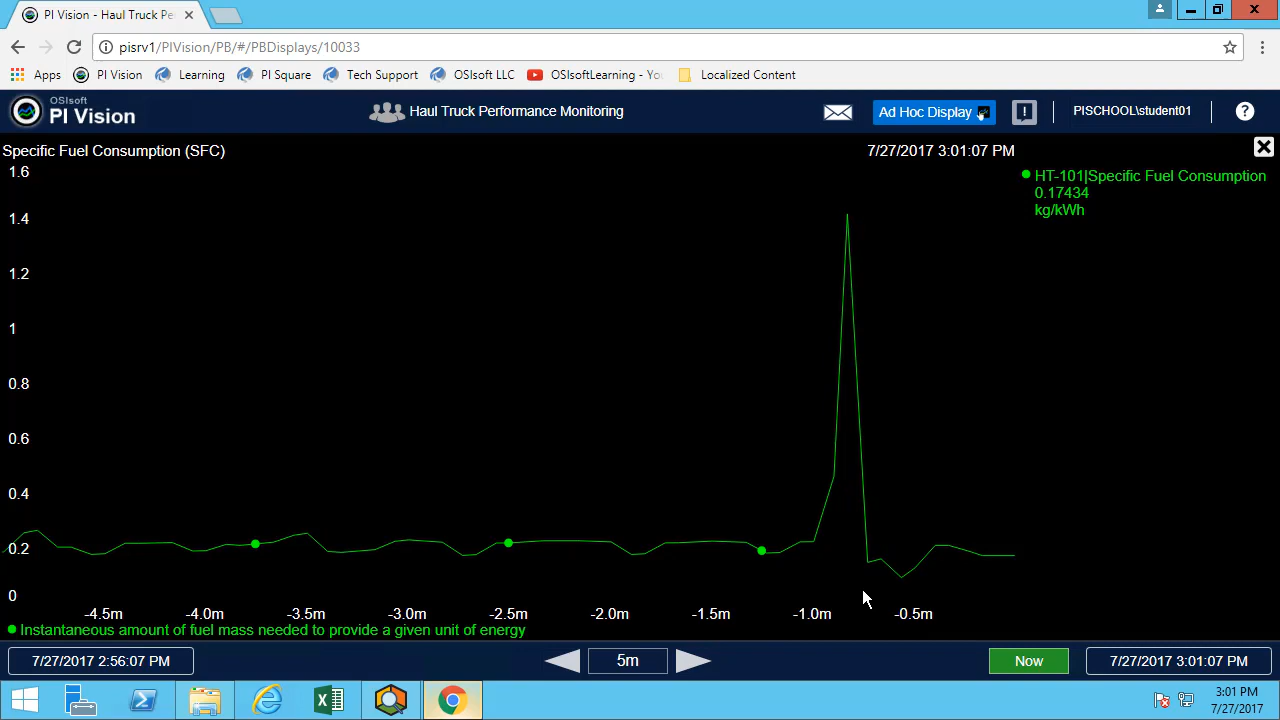 PI Vision - Haul Truck Pe
pisrv1/PIVision/PB/#/PBDisplays/10033
Apps PI Vision Learning PI Square Tech Support OSIsoft LLC OSIsoftLearning - Yo Localized Content
OSIsoft
PI Vision
Haul Truck Performance Monitoring
Ad Hoc Display
PISCHOOL\student01
?
Specific Fuel Consumption (SFC)
7/27/2017 3:01:07 PM
HT-101|Specific Fuel Consumption
0.17434
kg/kWh
1.6
1.4
1.2
1
0.8
0.6
0.4
0.2
0
-4.5m -4.0m -3.5m -3.0m -2.5m -2.0m -1.5m -1.0m -0.5m
Instantaneous amount of fuel mass needed to provide a given unit of energy
7/27/2017 2:56:07 PM
5m
Now
7/27/2017 3:01:07 PM
3:01 PM
7/27/2017